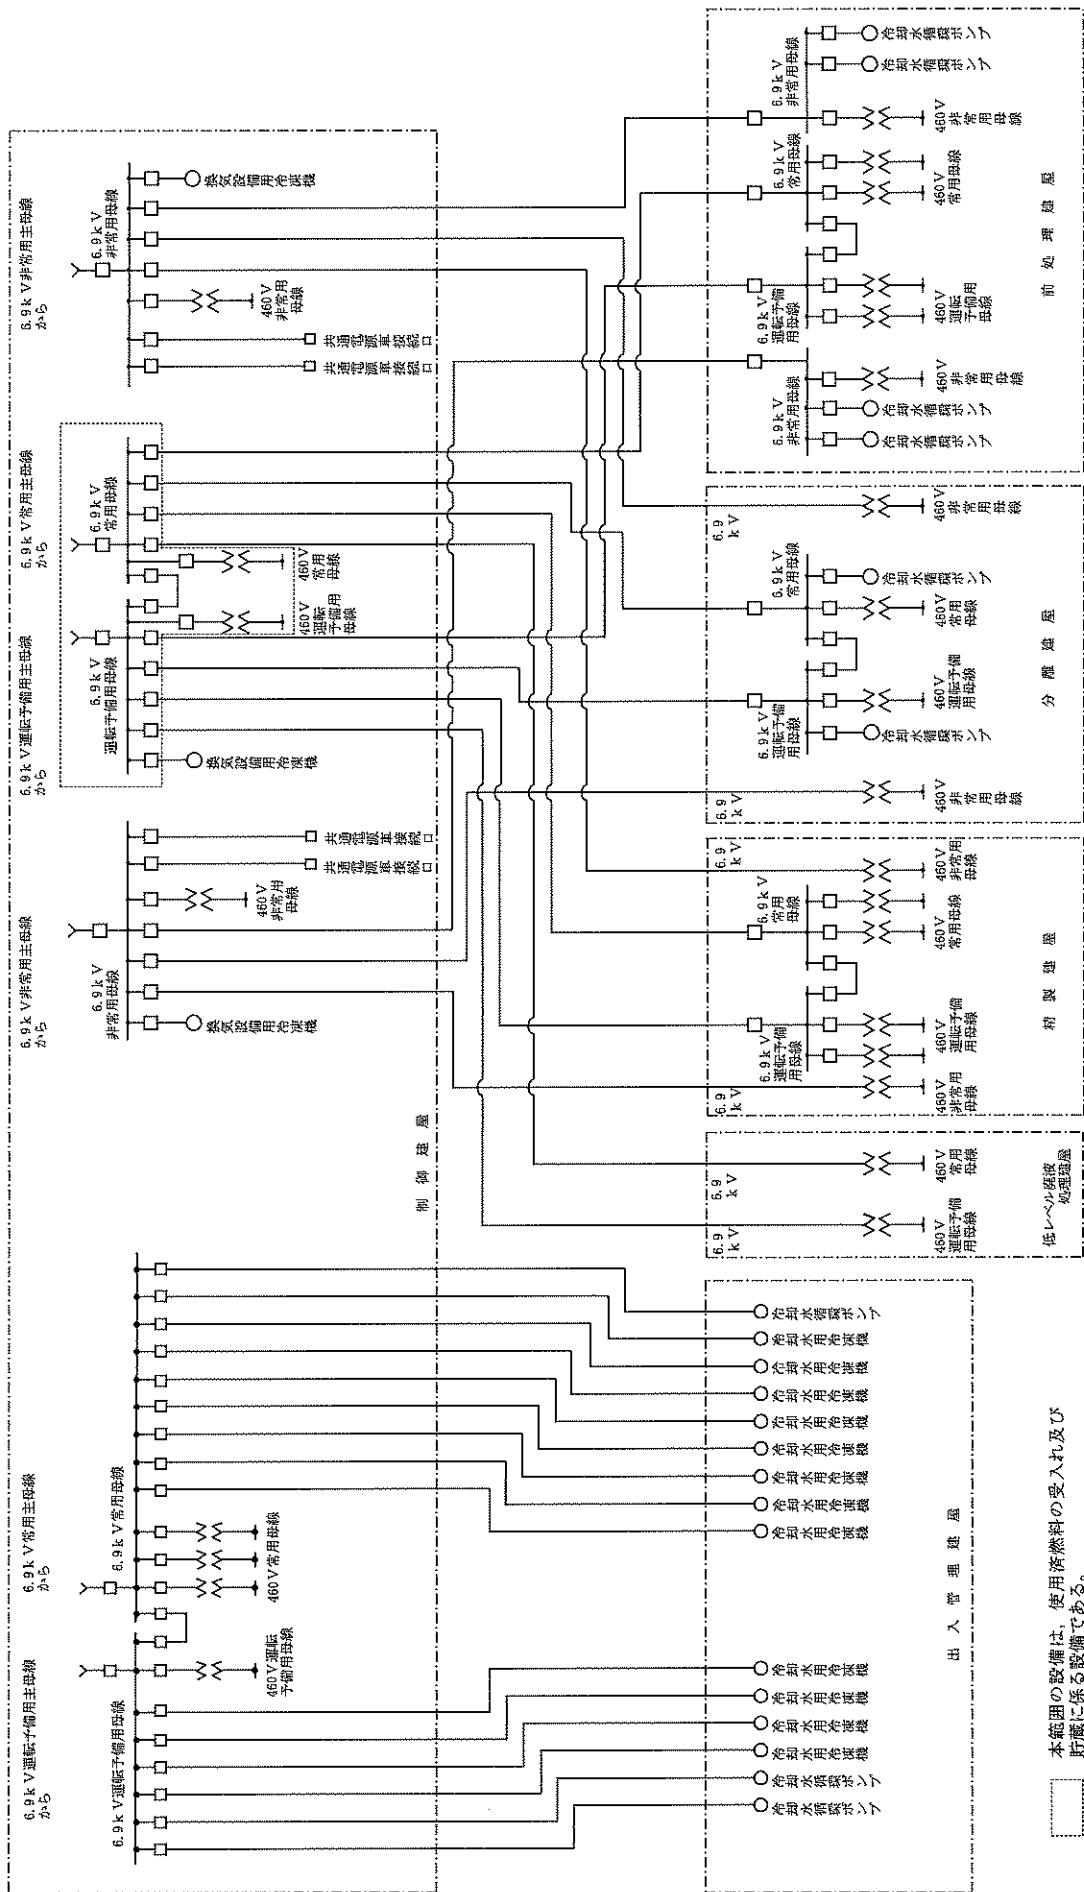 6.9kV運転予備用主母線
から
6.9kV常用主母線
から
6.9kV非常用主母線
から
6.9kV運転予備用主母線
から
6.9kV常用主母線
から
6.9kV非常用主母線
から
6.9kV運転予備用母線
460V運転
予備用母線
6.9kV常用母線
460V常用母線
6.9kV
非常用母線
換気設備用冷凍機
460V
非常用
母線
共通電源車接続口
共通電源車接続口
6.9kV
運転予備用母線
換気設備用冷凍機
460V
運転
予備用
母線
460V
常用
母線
6.9kV
常用母線
共通電源車接続口
共通電源車接続口
460V
非常用
母線
6.9kV
非常用母線
換気設備用冷凍機
制御建屋
冷却水循環ポンプ
冷却水循環ポンプ
冷却水用冷凍機
冷却水用冷凍機
冷却水用冷凍機
冷却水用冷凍機
冷却水用冷凍機
冷却水用冷凍機
冷却水用冷凍機
冷却水用冷凍機
冷却水用冷凍機
冷却水用冷凍機
冷却水用冷凍機
冷却水用冷凍機
冷却水循環ポンプ
出入管理建屋
6.9
kV
460V
運転予備
用母線
6.9
kV
460V
常用
母線
低レベル廃液
処理建屋
6.9
kV
460V
非常用
母線
6.9kV
運転予備
用母線
460V
運転予備
用母線
6.9kV
常用
母線
460V
常用母線
6.9
kV
460V
非常用
母線
精製建屋
6.9
kV
460V
非常用母線
6.9kV
運転予備
用母線
冷却水循環ポンプ
460V
運転予備
用母線
6.9kV
常用母線
460V
常用母線
冷却水循環ポンプ
6.9
kV
460V
非常用母線
分離建屋
6.9kV
非常用母線
冷却水循環ポンプ
冷却水循環ポンプ
460V
非常用母線
6.9kV
運転予備
用母線
460V
運転
予備用
母線
6.9kV
常用母線
460V
常用母線
6.9kV
非常用
母線
460V
非常用母線
冷却水循環ポンプ
冷却水循環ポンプ
前処理建屋
本範囲の設備は、使用済燃料の受入れ及び
貯蔵に係る設備である。